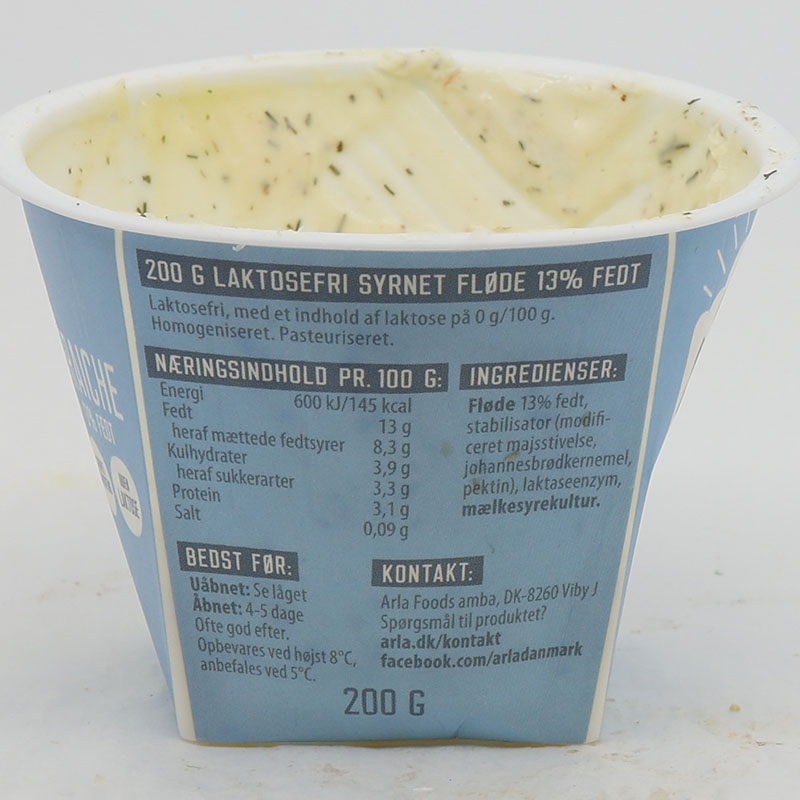 200 G LAKTOSEFRI SYRNET FLØDE 13% FEDT
Laktosefri, med et indhold af laktose på 0 g/100 g.
Homogeniseret. Pasteuriseret.
NÆRINGSINDHOLD PR. 100 G:
Energi 600 kJ/145 kcal
Fedt 13 g
heraf mættede fedtsyrer 8,3 g
Kulhydrater 3,9 g
heraf sukkerarter 3,3 g
Protein 3,1 g
Salt 0,09 g
INGREDIENSER:
Fløde 13% fedt,
stabilisator (modifi-
ceret majsstivelse,
johannesbrødkernemel,
pektin), laktaseenzym,
mælkesyrekultur.
BEDST FØR:
Uåbnet: Se låget
Åbnet: 4-5 dage
Ofte god efter.
Opbevares ved højst 8°C,
anbefales ved 5°C.
KONTAKT:
Arla Foods amba, DK-8260 Viby J
Spørgsmål til produktet?
arla.dk/kontakt
facebook.com/arladanmark
200 G
FEDT
LAKTOSE